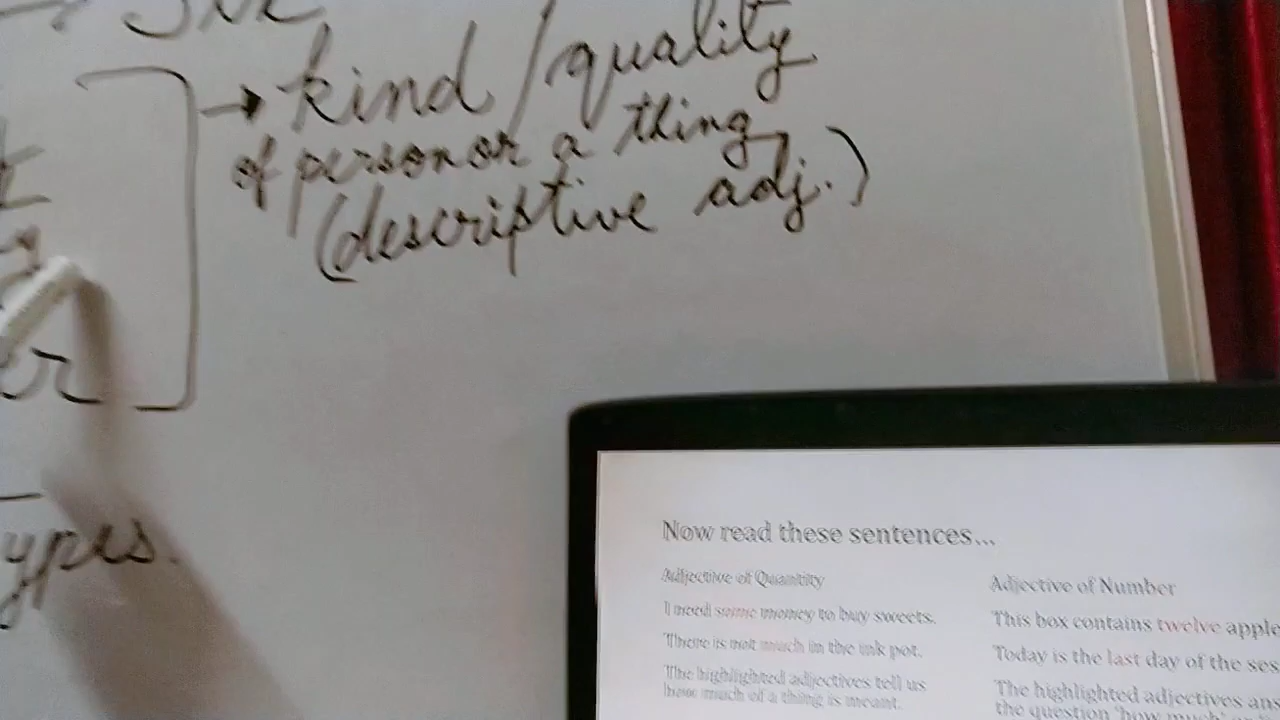 kind/quality
of person or a thing
(descriptive adj.)
ypes.
Now read these sentences...
Adjective of Quantity
I need some money to buy sweets.
There is not much in the ink pot.
The highlighted adjectives tell us
how much of a thing is meant.
Adjective of Number
This box contains twelve apple
Today is the last day of the ses
The highlighted adjectives ans
the question 'how